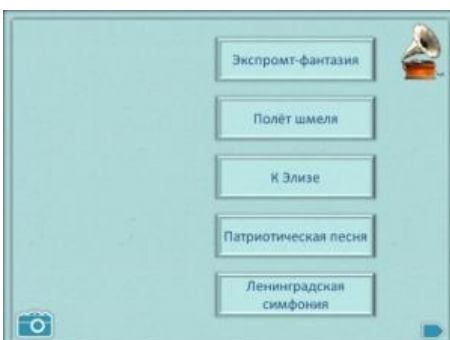 Экспромт-фантазия
Полёт шмеля
К Элизе
Патриотическая песня
Ленинградская
симфония